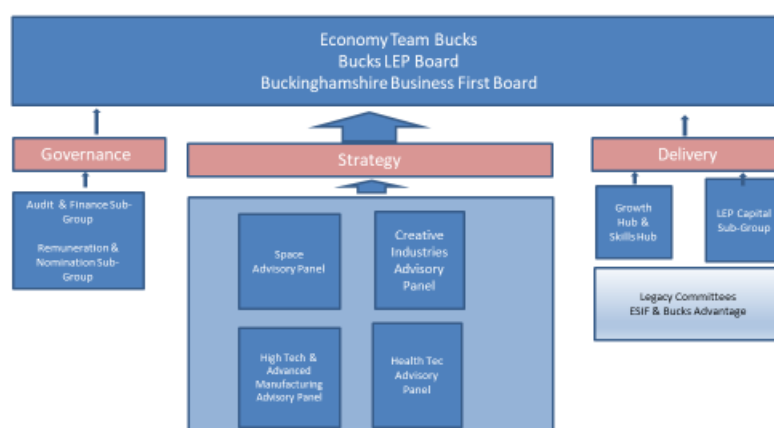 Economy Team Bucks
Bucks LEP Board
Buckinghamshire Business First Board
Governance
Strategy
Delivery
Audit & Finance Sub-
Group
Remuneration &
Nomination Sub-
Group
Space
Advisory Panel
Creative
Industries
Advisory
Panel
High Tech &
Advanced
Manufacturing
Advisory Panel
Health Tec
Advisory
Panel
Growth
Hub &
Skills Hub
LEP Capital
Sub-Group
Legacy Committees
ESIF & Bucks Advantage